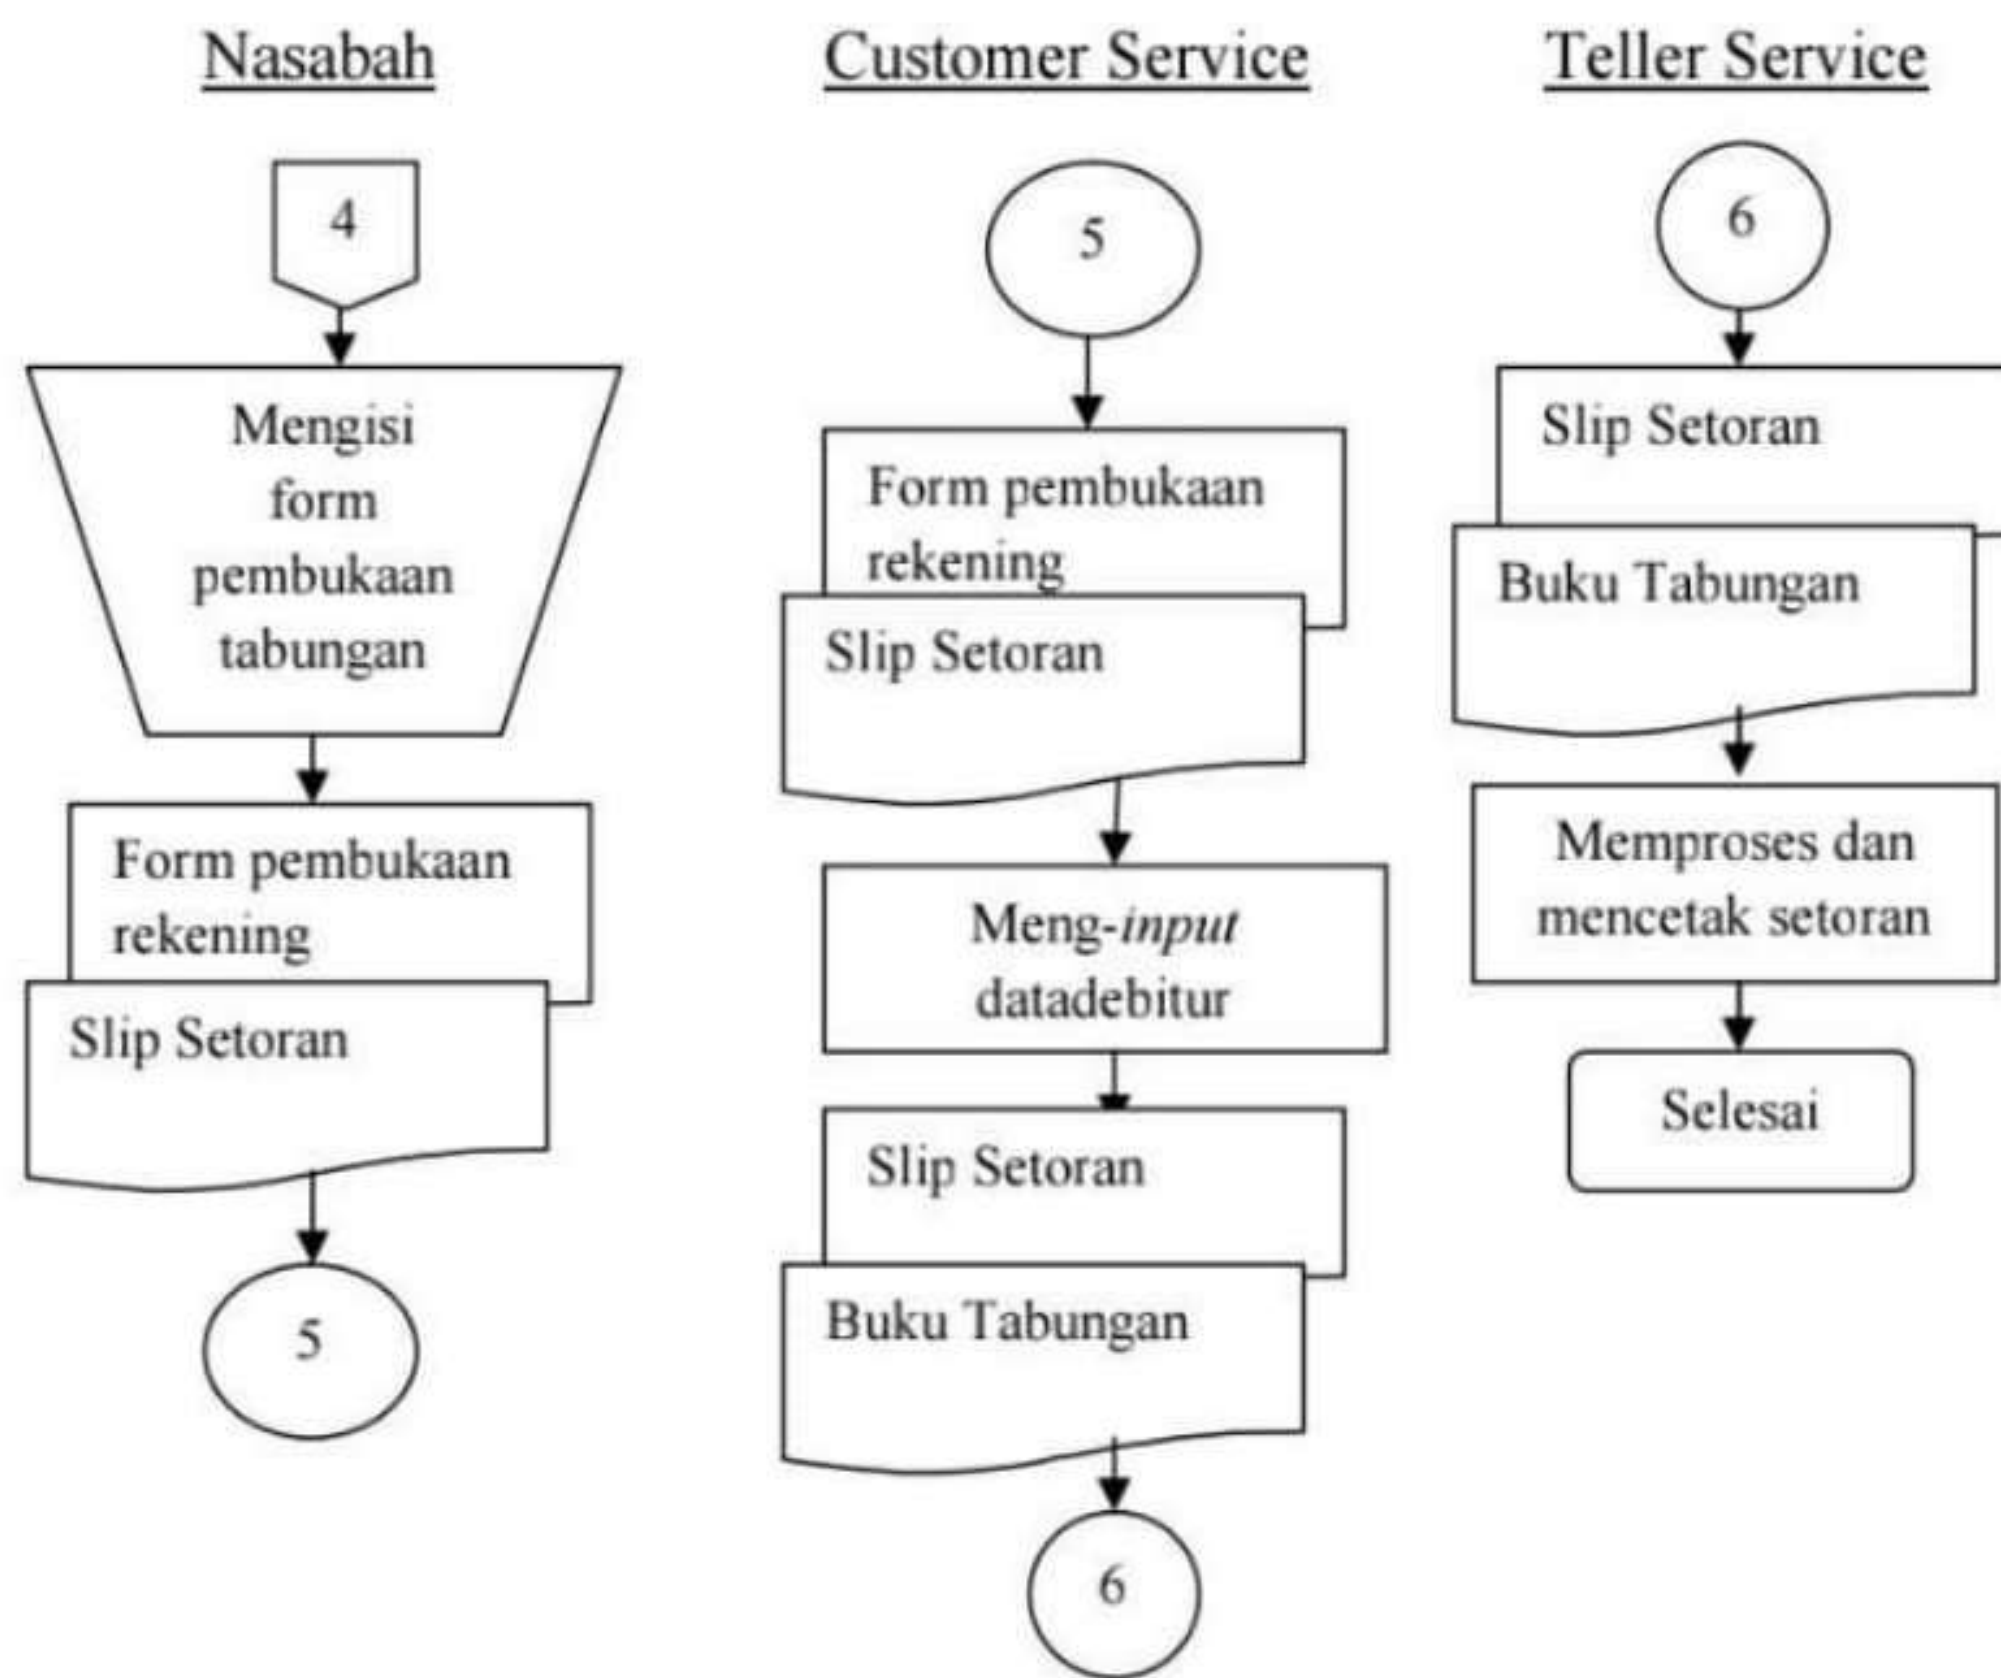 Nasabah
4
Mengisi
form
pembukaan
tabungan
Form pembukaan
rekening
Slip Setoran
5
Customer Service
5
Form pembukaan
rekening
Slip Setoran
Meng-input
datadebitur
Slip Setoran
Buku Tabungan
6
Teller Service
6
Slip Setoran
Buku Tabungan
Memproses dan
mencetak setoran
Selesai